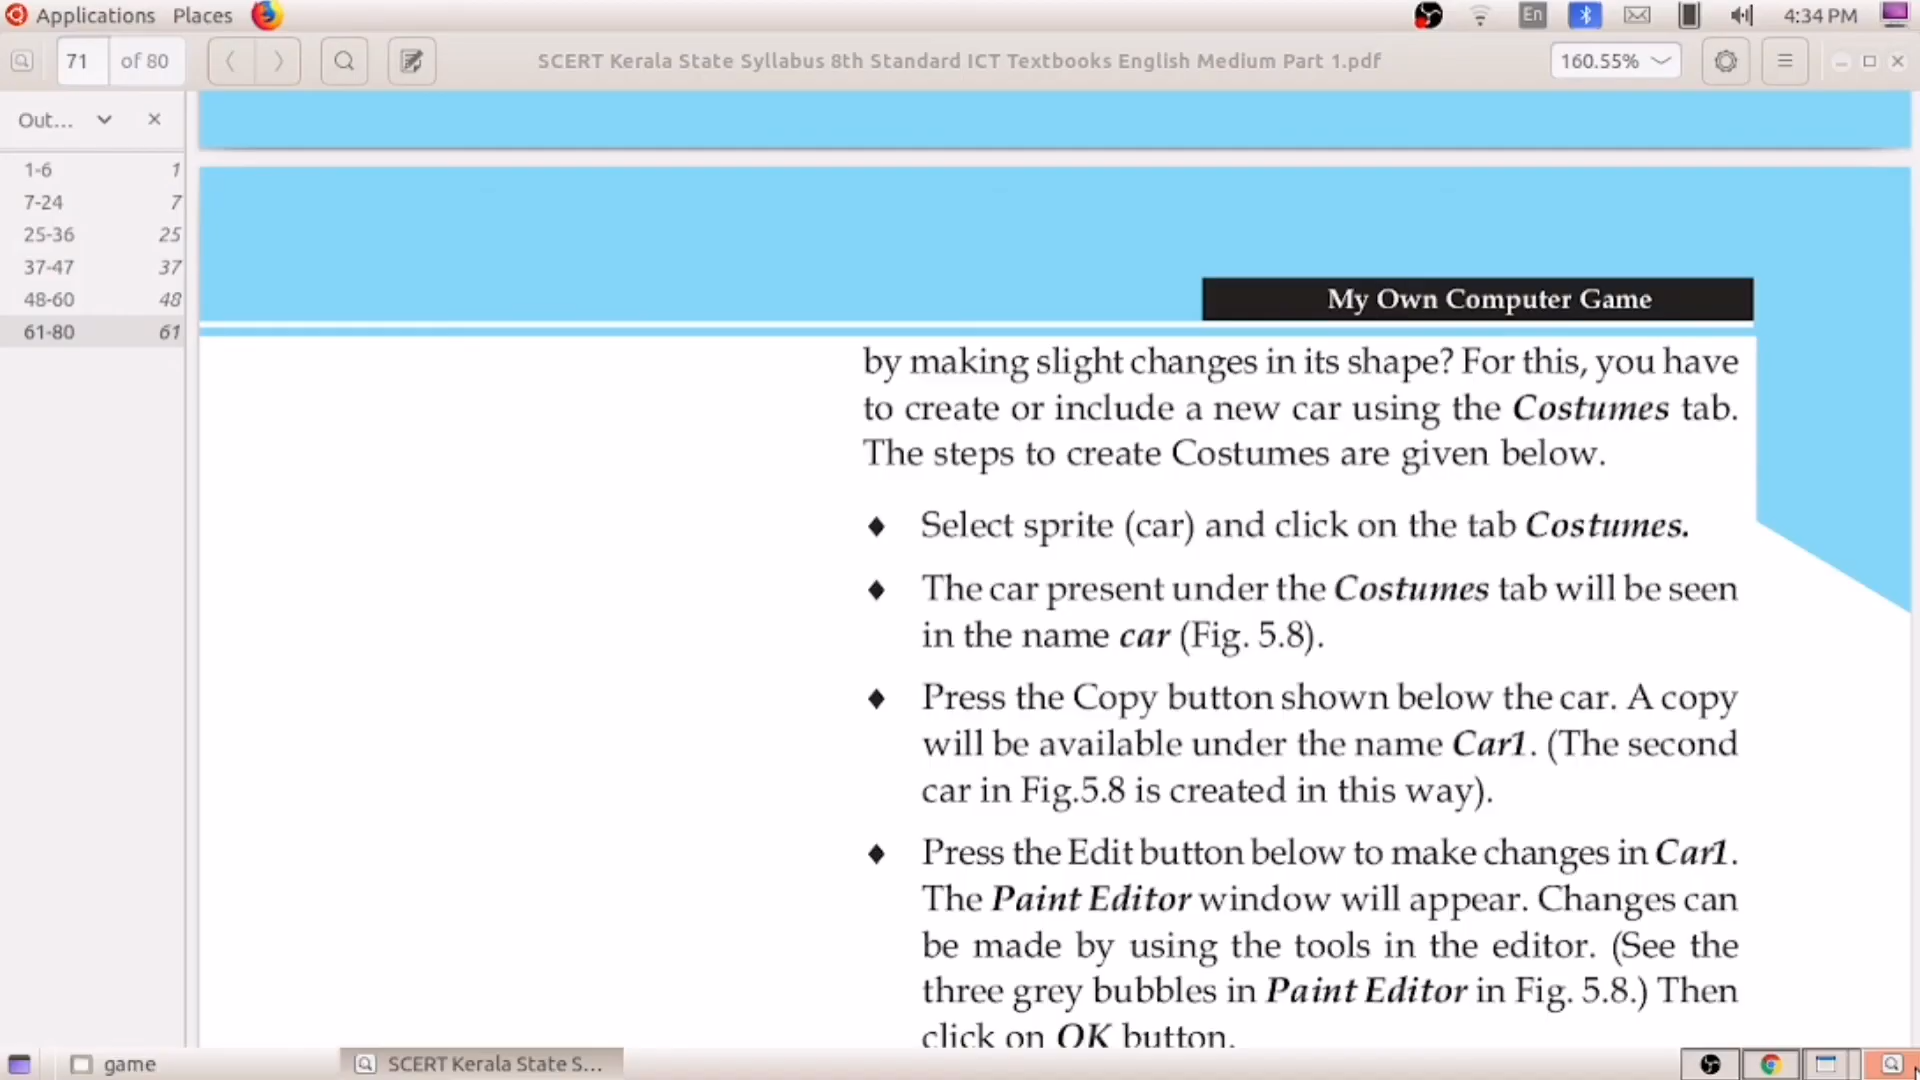 Applications Places En 4:34 PM
71 of 80 SCERT Kerala State Syllabus 8th Standard ICT Textbooks English Medium Part 1.pdf 160.55%
Out...
1-6 1
7-24 7
25-36 25
37-47 37
48-60 48
61-80 61
My Own Computer Game
by making slight changes in its shape? For this, you have
to create or include a new car using the Costumes tab.
The steps to create Costumes are given below.
♦ Select sprite (car) and click on the tab Costumes.
♦ The car present under the Costumes tab will be seen
in the name car (Fig. 5.8).
♦ Press the Copy button shown below the car. A copy
will be available under the name Car1. (The second
car in Fig.5.8 is created in this way).
♦ Press the Edit button below to make changes in Car1.
The Paint Editor window will appear. Changes can
be made by using the tools in the editor. (See the
three grey bubbles in Paint Editor in Fig. 5.8.) Then
click on OK button.
game SCERT Kerala State S...